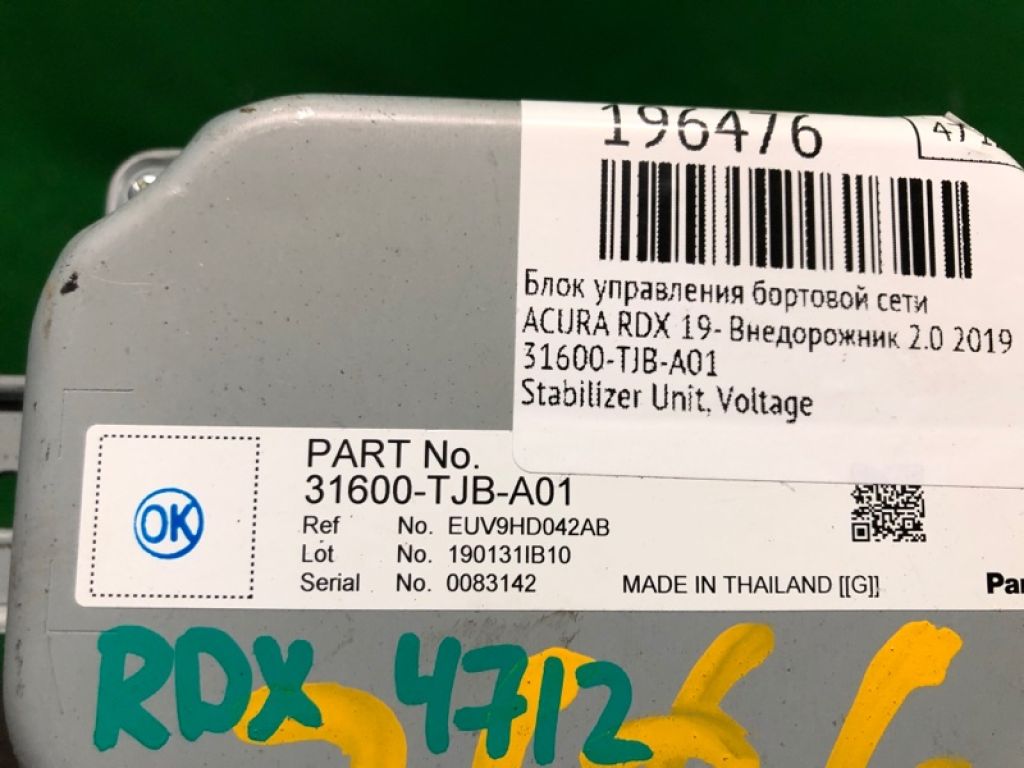 196476
Блок управления бортовой сети
ACURA RDX 19- Внедорожник 2.0 2019
31600-TJB-A01
Stabilizer Unit, Voltage
PART No.
31600-TJB-A01
OK
Ref No. EUV9HD042AB
Lot No. 190131IB10
Serial No. 0083142
MADE IN THAILAND [[G]]
RDX 4712